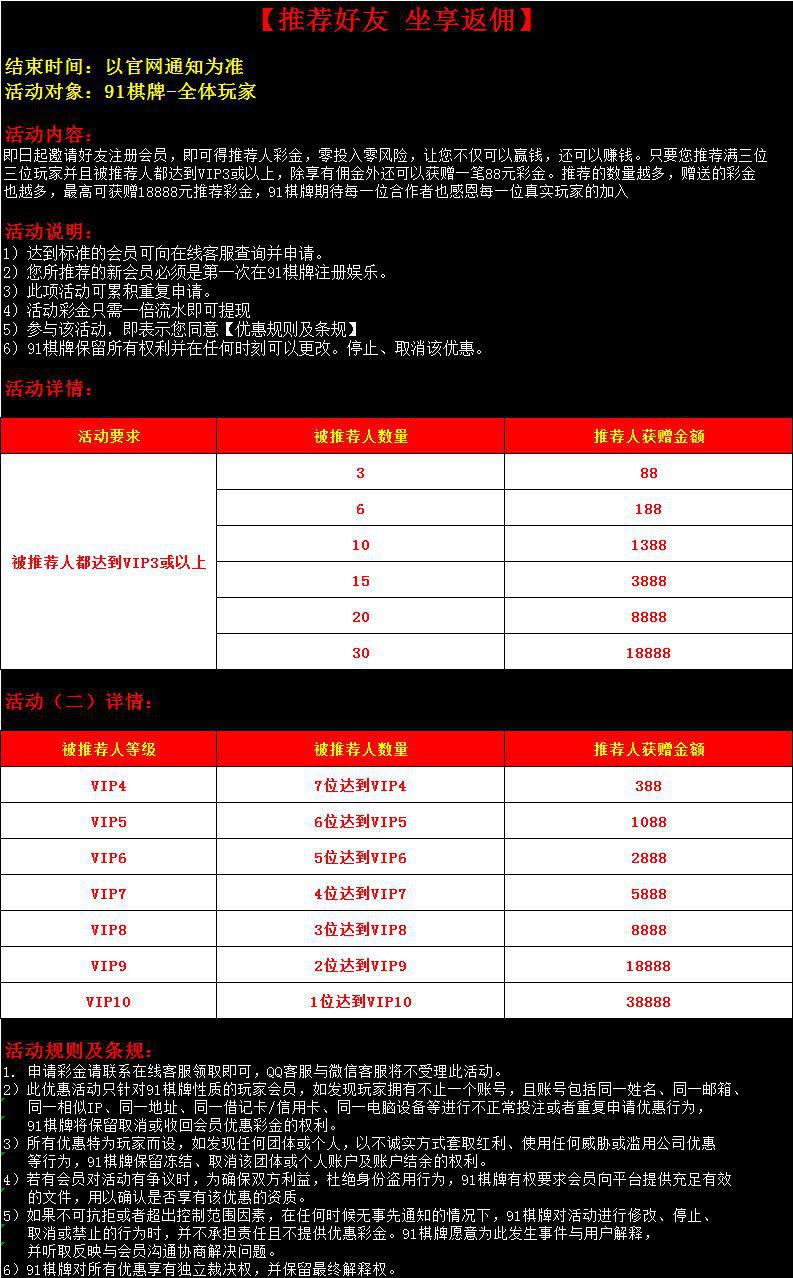 【推荐好友 坐享返佣】
结束时间：以官网通知为准
活动对象：91棋牌-全体玩家
活动内容：
即日起邀请好友注册会员，即可得推荐人彩金，零投入零风险，让您不仅可以赢钱，还可以赚钱。只要您推荐满三位
三位玩家并且被推荐人都达到VIP3或以上，除享有佣金外还可以获赠一笔88元彩金。推荐的数量越多，赠送的彩金
也越多，最高可获赠18888元推荐彩金，91棋牌期待每一位合作者也感恩每一位真实玩家的加入
活动说明：
1）达到标准的会员可向在线客服查询并申请。
2）您所推荐的新会员必须是第一次在91棋牌注册娱乐。
3）此项活动可累积重复申请。
4）活动彩金只需一倍流水即可提现
5）参与该活动，即表示您同意【优惠规则及条规】
6）91棋牌保留所有权利并在任何时刻可以更改。停止、取消该优惠。
活动详情：
活动要求 被推荐人数量 推荐人获赠金额
3 88
6 188
10 1388
被推荐人都达到VIP3或以上
15 3888
20 8888
30 18888
活动（二）详情：
被推荐人等级 被推荐人数量 推荐人获赠金额
VIP4 7位达到VIP4 388
VIP5 6位达到VIP5 1088
VIP6 5位达到VIP6 2888
VIP7 4位达到VIP7 5888
VIP8 3位达到VIP8 8888
VIP9 2位达到VIP9 18888
VIP10 1位达到VIP10 38888
活动规则及条规：
1. 申请彩金请联系在线客服领取即可，QQ客服与微信客服将不受理此活动。
2）此优惠活动只针对91棋牌性质的玩家会员，如发现玩家拥有不止一个账号，且账号包括同一姓名、同一邮箱、
同一相似IP、同一地址、同一借记卡/信用卡、同一电脑设备等进行不正常投注或者重复申请优惠行为，
91棋牌将保留取消或收回会员优惠彩金的权利。
3）所有优惠特为玩家而设，如发现任何团体或个人，以不诚实方式套取红利、使用任何威胁或滥用公司优惠
等行为，91棋牌保留冻结、取消该团体或个人账户及账户结余的权利。
4）若有会员对活动有争议时，为确保双方利益，杜绝身份盗用行为，91棋牌有权要求会员向平台提供充足有效
的文件，用以确认是否享有该优惠的资质。
5）如果不可抗拒或者超出控制范围因素，在任何时候无事先通知的情况下，91棋牌对活动进行修改、停止、
取消或禁止的行为时，并不承担责任且不提供优惠彩金。91棋牌愿意为此发生事件与用户解释，
并听取反映与会员沟通协商解决问题。
6）91棋牌对所有优惠享有独立裁决权，并保留最终解释权。